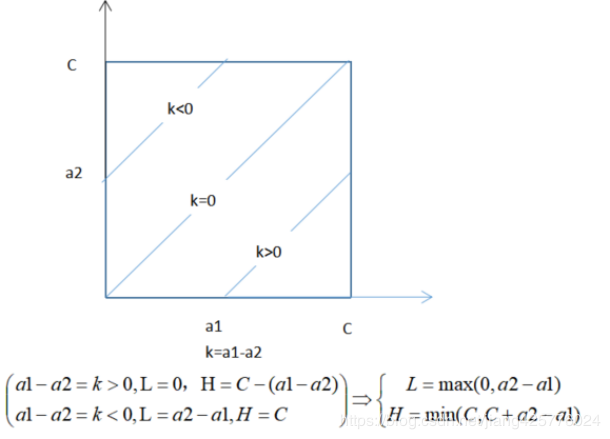 C
k<0
a2
k=0
k>0
a1
C
k=a1-a2
a1−a2=k>0,L=0, H=C−(a1−a2)
a1−a2=k<0,L=a2−a1,H=C
⇒
L=max(0,a2−a1)
H=min(C,C+a2−a1)